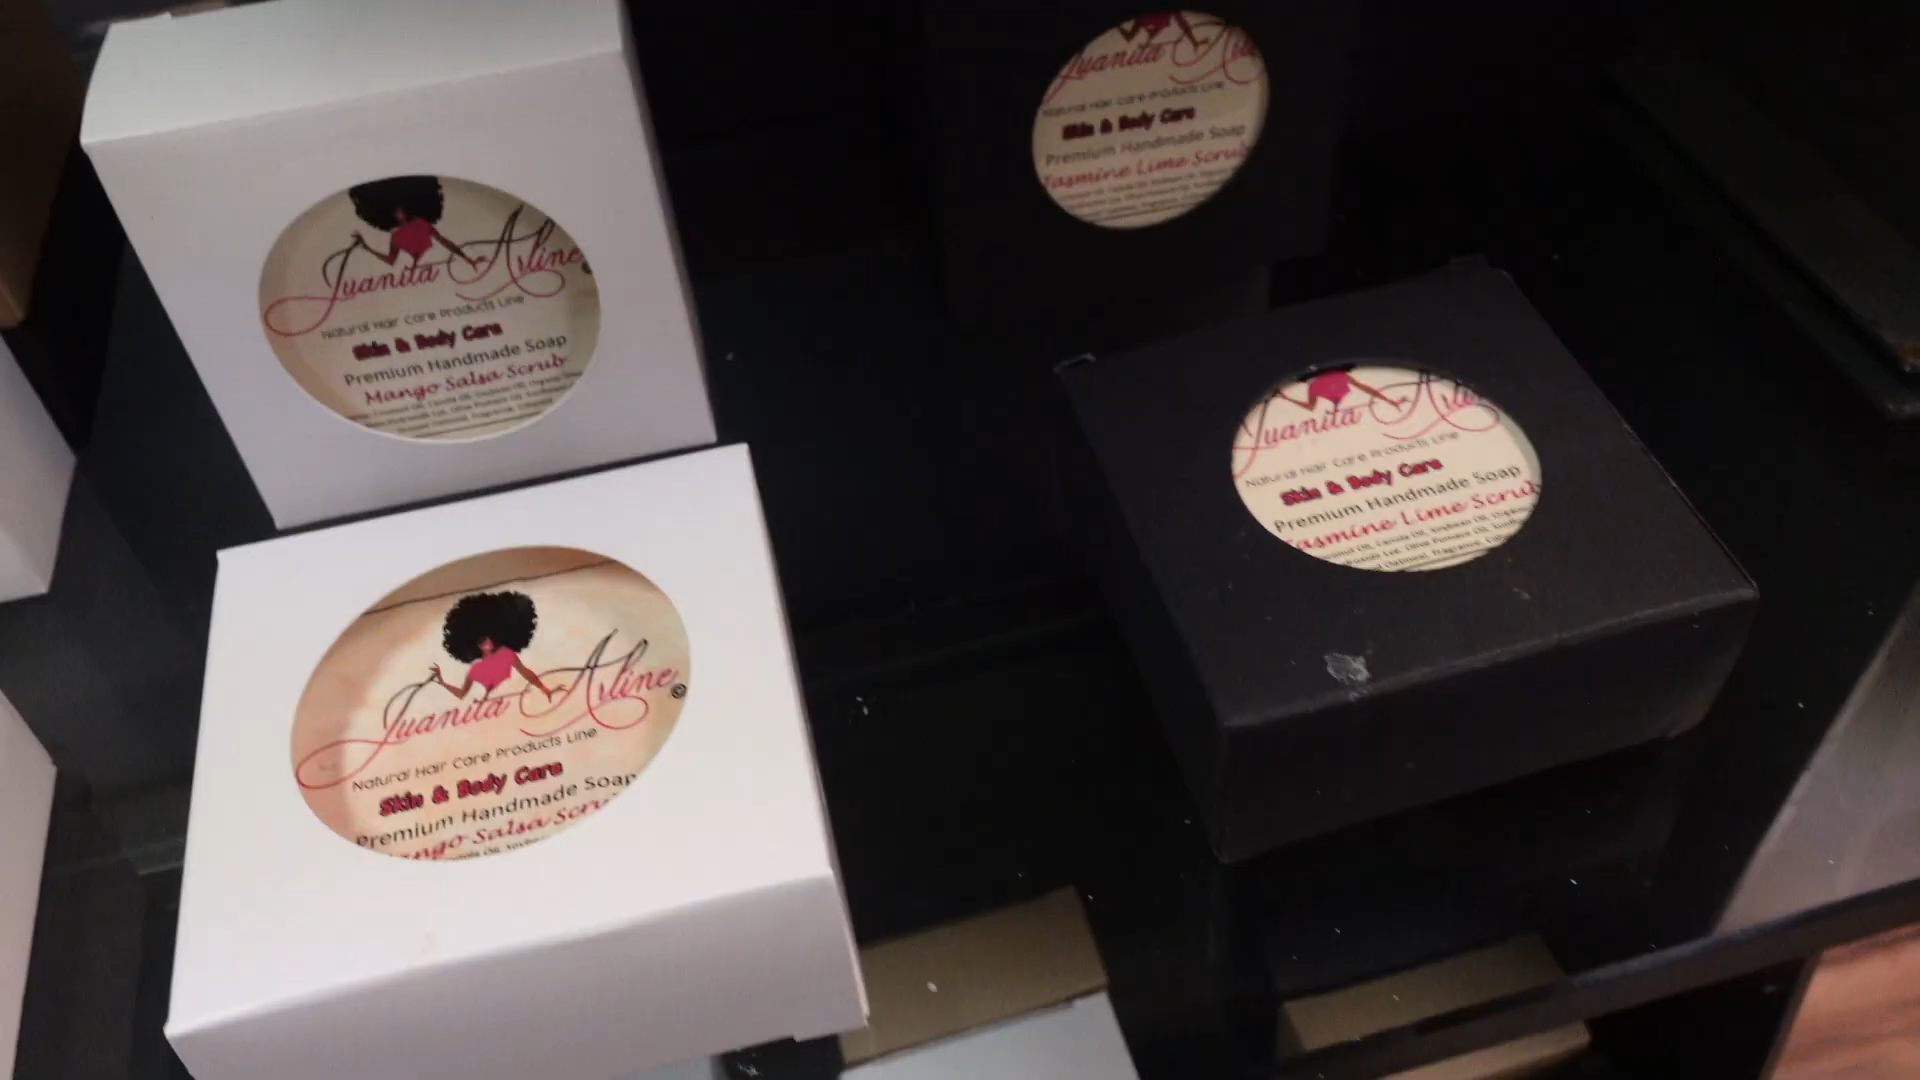 Juanita Arline
Natural Hair Care Products Line
Skin & Body Care
Premium Handmade Soap
Mango Salsa Scrub
Juanita Arline ©
Natural Hair Care Products Line
Skin & Body Care
Premium Handmade Soap
ango Salsa Scru
Juanita
Natural Hair Care Products Line
Skin & Body Care
Premium Handmade Soap
Jasmine Lime Scrub
Juanita
Natural Hair Care Products Line
Skin & Body Care
Premium Handmade Soap
Jasmine Lime Scrub